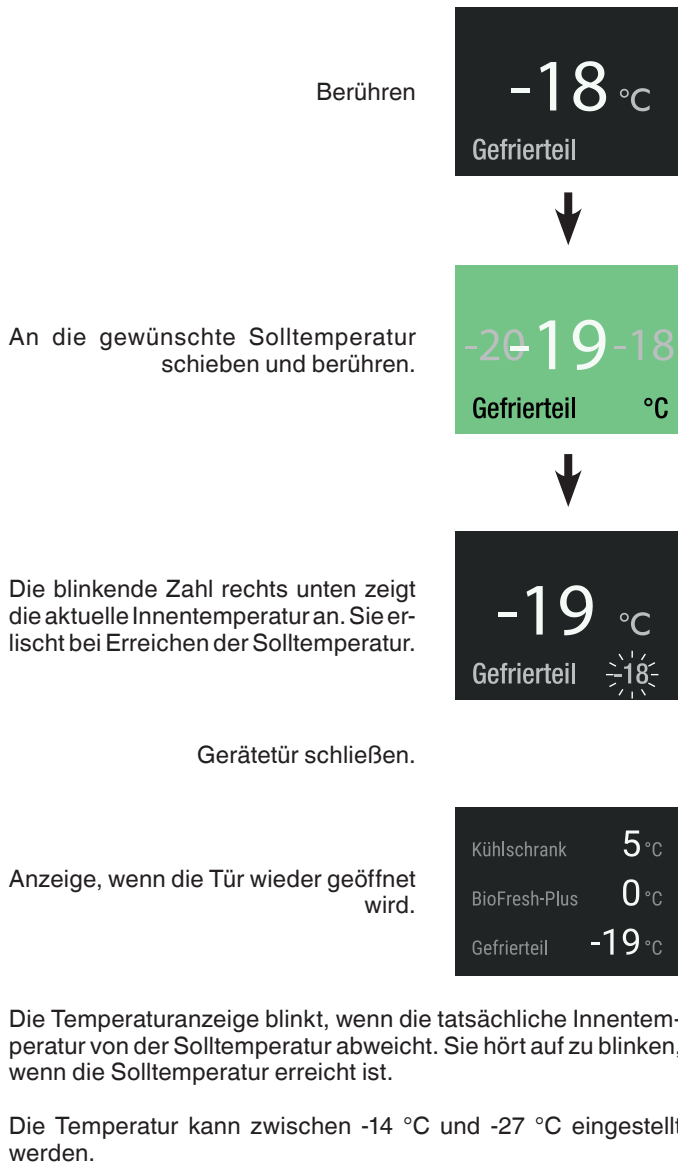 Berühren
-18 °C
Gefrierteil
An die gewünschte Solltemperatur
schieben und berühren.
-20 -19 -18
Gefrierteil °C
Die blinkende Zahl rechts unten zeigt
die aktuelle Innentemperatur an. Sie er-
lischt bei Erreichen der Solltemperatur.
-19 °C
Gefrierteil -18
Gerätetür schließen.
Anzeige, wenn die Tür wieder geöffnet
wird.
Kühlschrank 5 °C
BioFresh-Plus 0 °C
Gefrierteil -19 °C
Die Temperaturanzeige blinkt, wenn die tatsächliche Innentem-
peratur von der Solltemperatur abweicht. Sie hört auf zu blinken,
wenn die Solltemperatur erreicht ist.
Die Temperatur kann zwischen -14 °C und -27 °C eingestellt
werden.